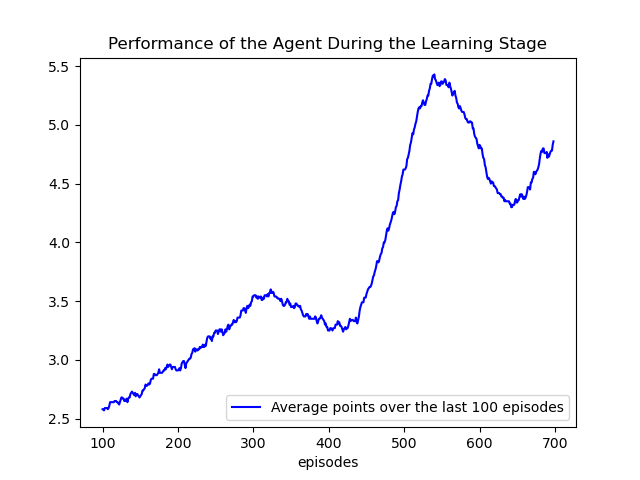 Performance of the Agent During the Learning Stage
5.5
5.0
4.5
4.0
3.5
3.0
2.5
Average points over the last 100 episodes
100 200 300 400 500 600 700
episodes